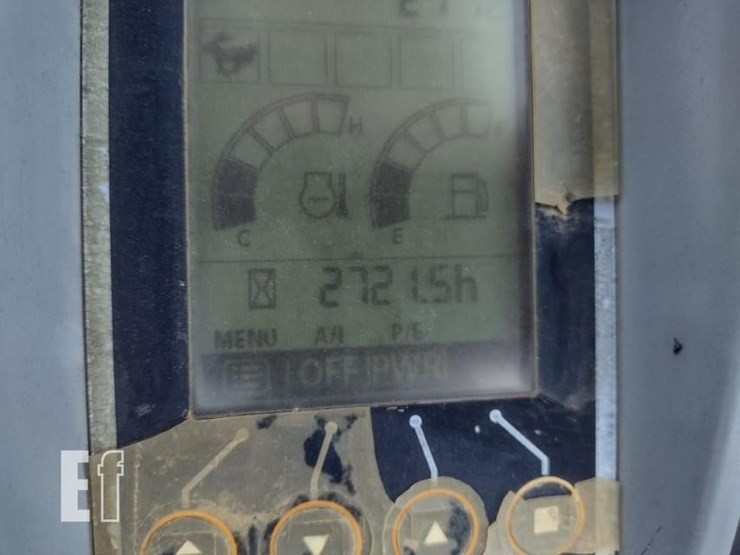 H
C E
2721.5h
MENU A/I P/E
OFF PWR
Ef